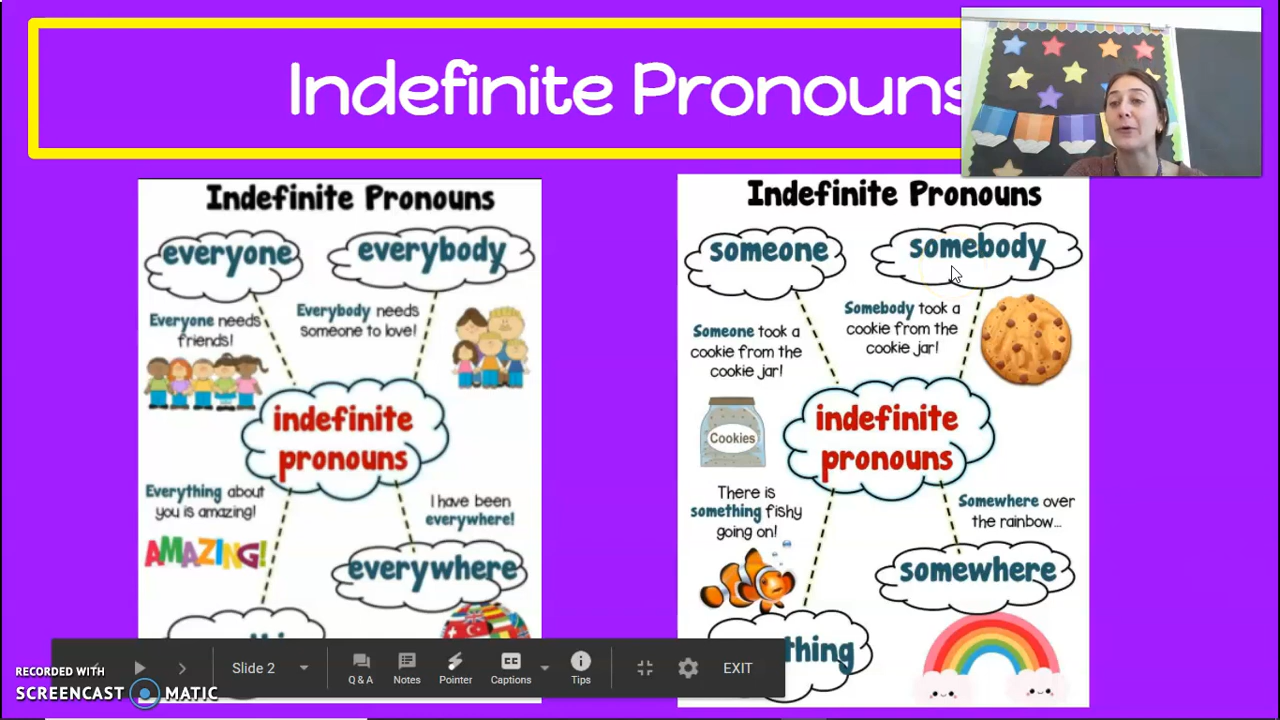 Indefinite Pronouns
Indefinite Pronouns
everyone
everybody
Everyone needs
friends!
Everybody needs
someone to love!
indefinite
pronouns
Everything about
you is amazing!
AMAZING!
I have been
everywhere!
everywhere
Indefinite Pronouns
someone
somebody
Someone took a
cookie from the
cookie jar!
Somebody took a
cookie from the
cookie jar!
Cookies
indefinite
pronouns
There is
something fishy
going on!
Somewhere over
the rainbow...
somewhere
thing
Slide 2
Q & A
Notes
Pointer
Captions
Tips
EXIT
RECORDED WITH
SCREENCAST MATIC